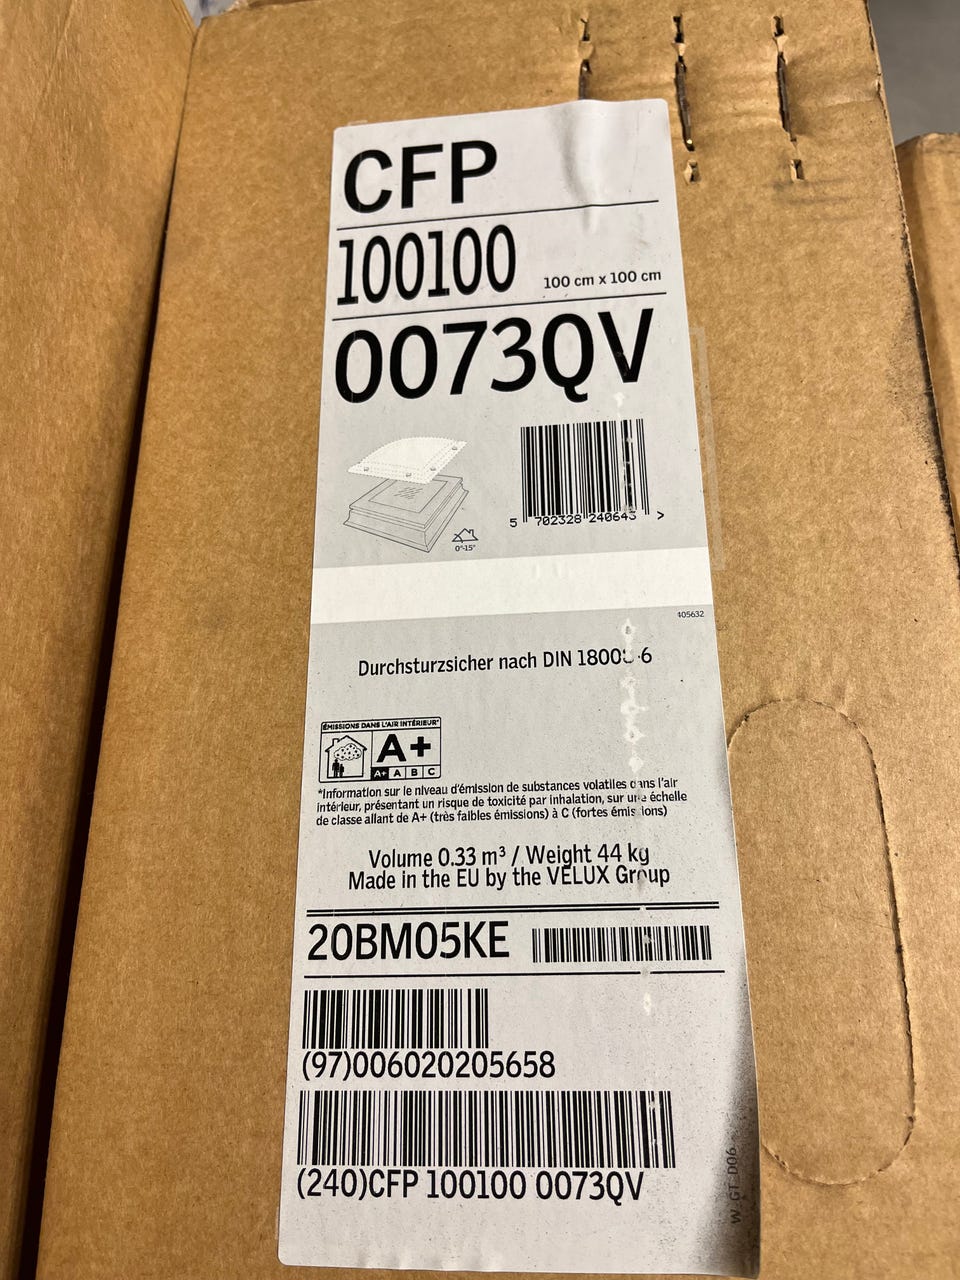 CFP
100100 100 cm x 100 cm
0073QV
5 702328 240643 >
0°-15°
405632
Durchsturzsicher nach DIN 18008-6
ÉMISSIONS DANS L'AIR INTÉRIEUR*
A+
A+ A B C
*Information sur le niveau d'émission de substances volatiles dans l'air
intérieur, présentant un risque de toxicité par inhalation, sur une échelle
de classe allant de A+ (très faibles émissions) à C (fortes émissions)
Volume 0.33 m³ / Weight 44 kg
Made in the EU by the VELUX Group
20BM05KE
(97)006020205658
(240)CFP 100100 0073QV
W_GT_D06